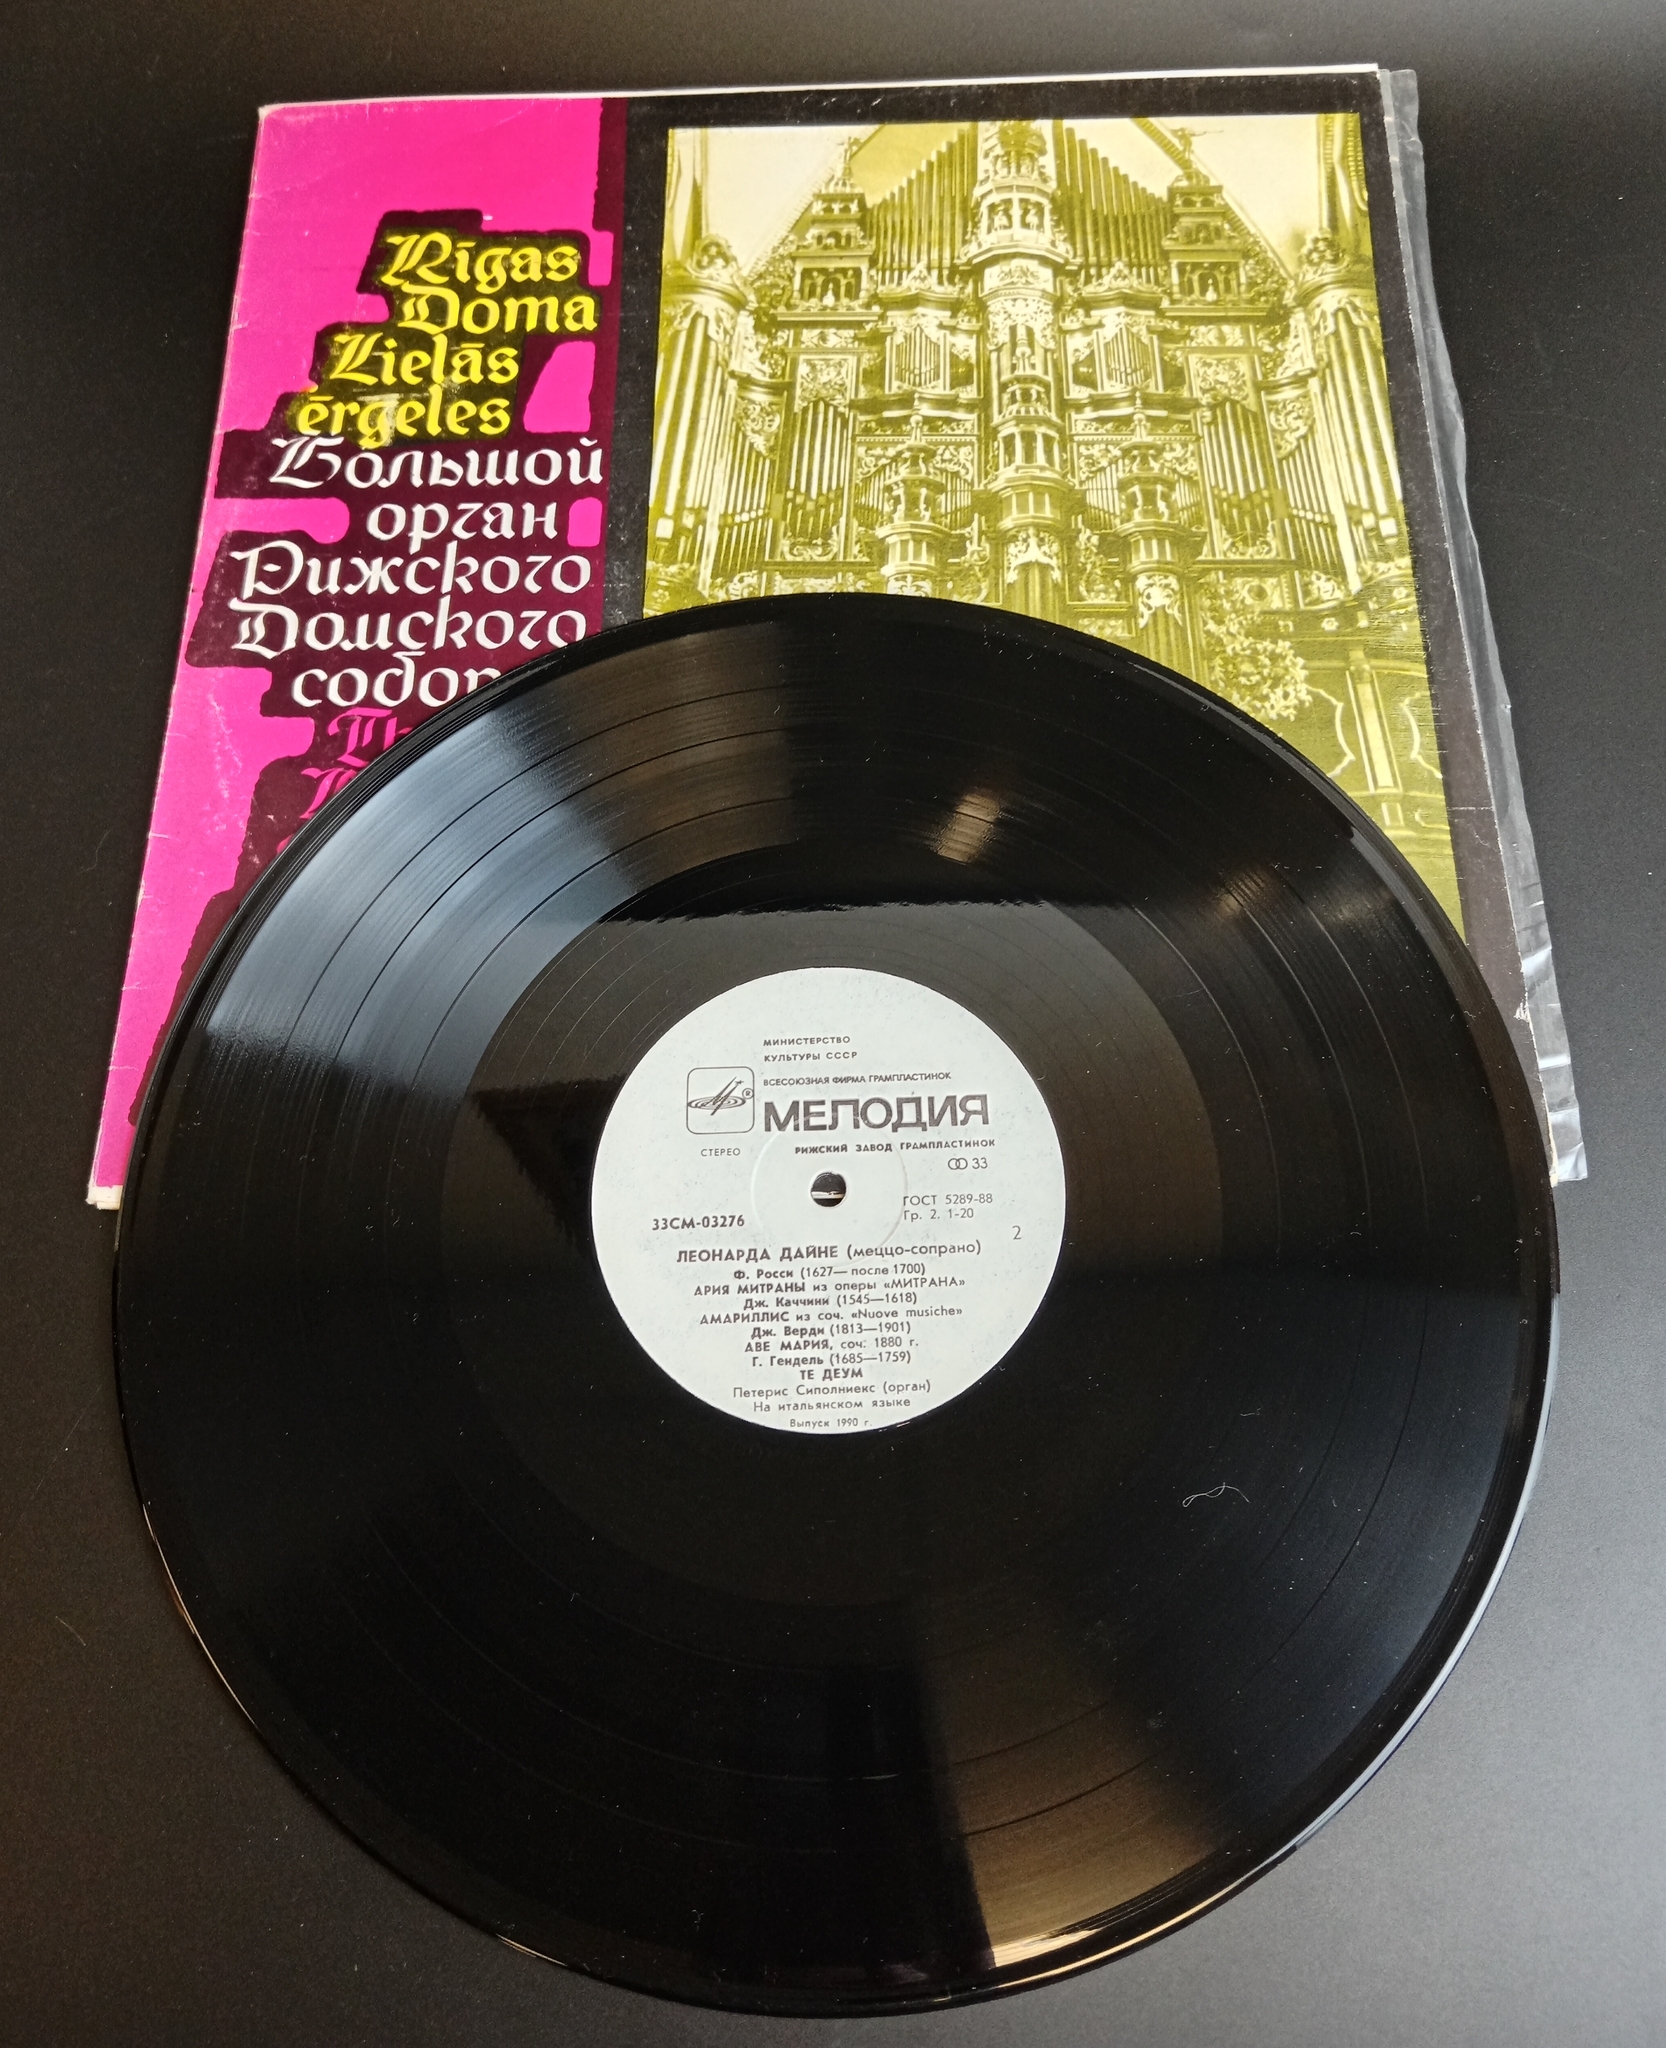 Rīgas
Doma
Lielās
ērģeles
Большой
орган
Рижского
Домского
МИНИСТЕРСТВО
КУЛЬТУРЫ СССР
ВСЕСОЮЗНАЯ ФИРМА ГРАМПЛАСТИНОК
МЕЛОДИЯ
®
РИЖСКИЙ ЗАВОД ГРАМПЛАСТИНОК
СТЕРЕО
33
33СМ-03276
ГОСТ 5289-88
Гр. 2. 1-20
2
ЛЕОНАРДА ДАЙНЕ (меццо-сопрано)
Ф. Росси (1627—после 1700)
АРИЯ МИТРАНЫ из оперы «МИТРАНА»
Дж. Каччини (1545—1618)
АМАРИЛЛИС из соч. «Nuove musiche»
Дж. Верди (1813—1901)
АВЕ МАРИЯ, соч. 1880 г.
Г. Гендель (1685—1759)
ТЕ ДЕУМ
Петерис Сиполниекс (орган)
На итальянском языке
Выпуск 1990 г.